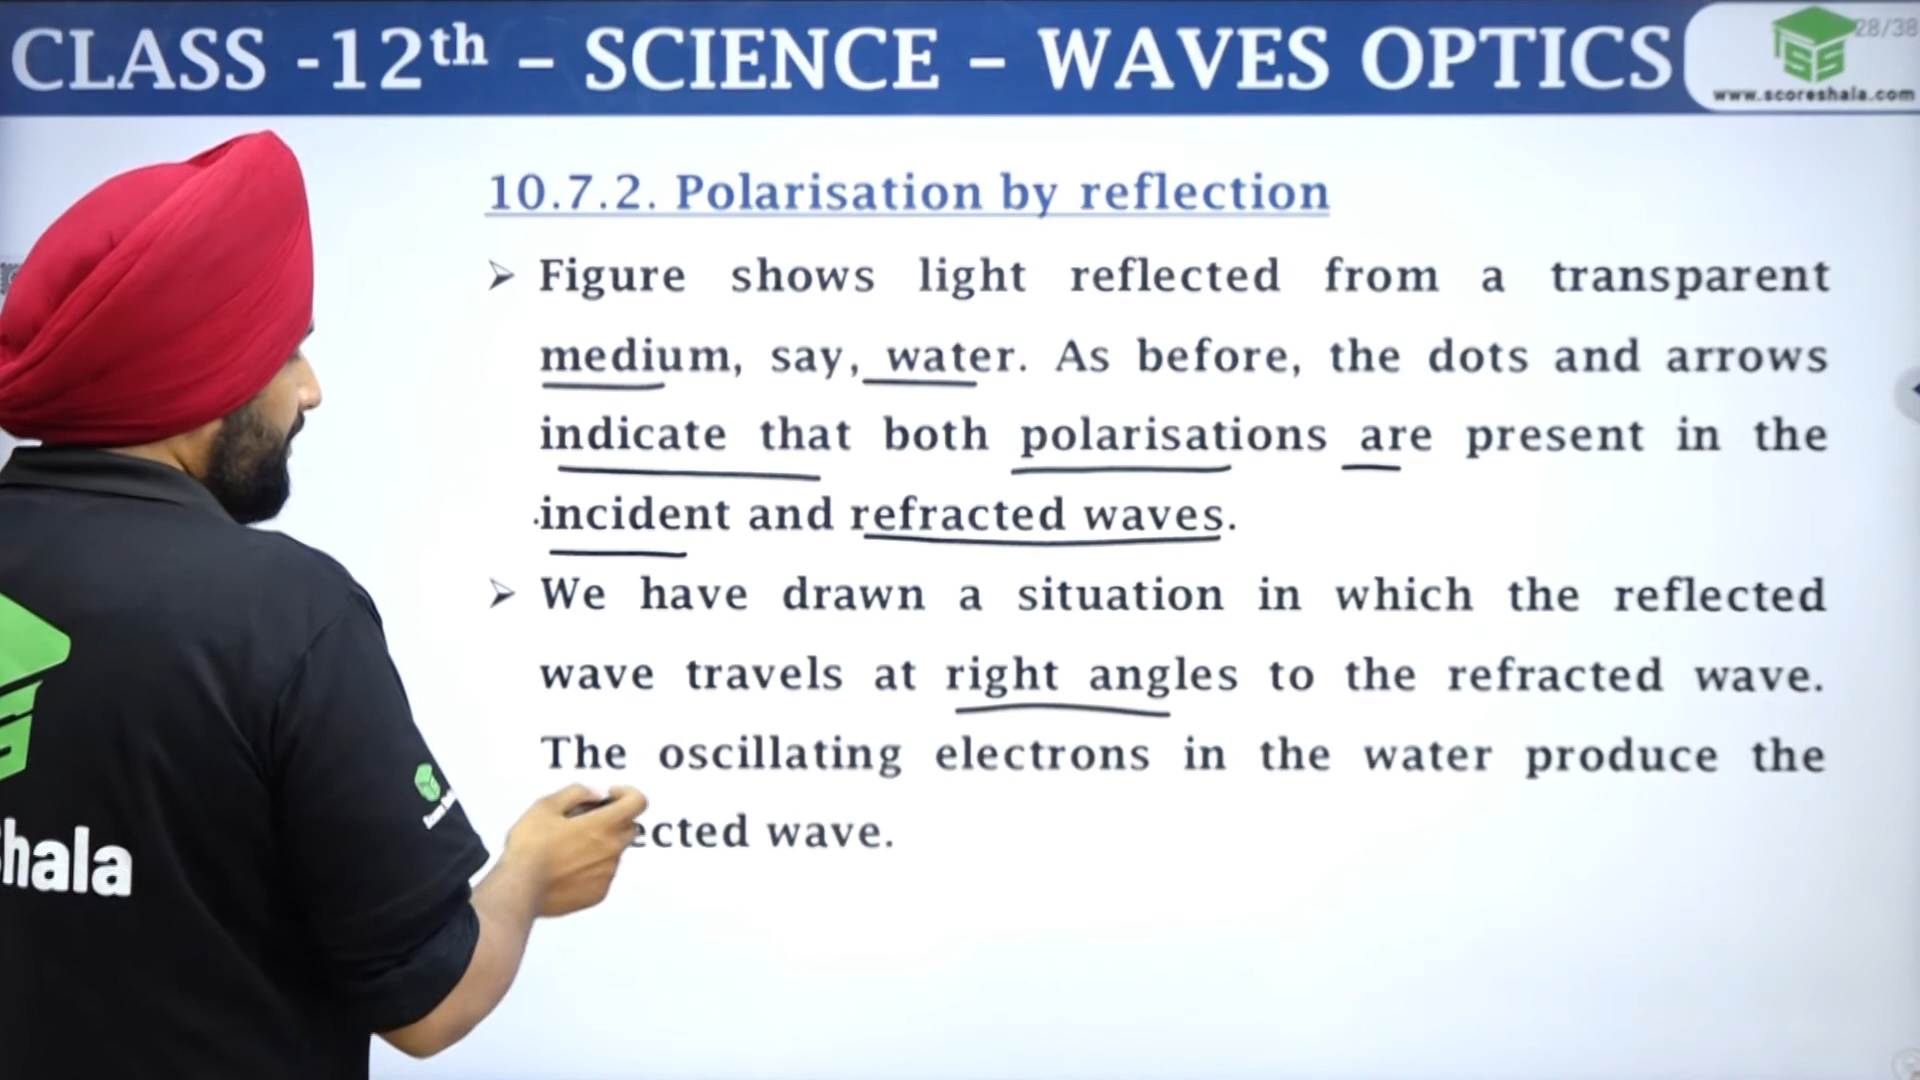 CLASS -12th – SCIENCE – WAVES OPTICS
28/38
www.scoreshala.com
10.7.2. Polarisation by reflection
➢ Figure shows light reflected from a transparent
medium, say, water. As before, the dots and arrows
indicate that both polarisations are present in the
incident and refracted waves.
➢ We have drawn a situation in which the reflected
wave travels at right angles to the refracted wave.
The oscillating electrons in the water produce the
ected wave.
hala